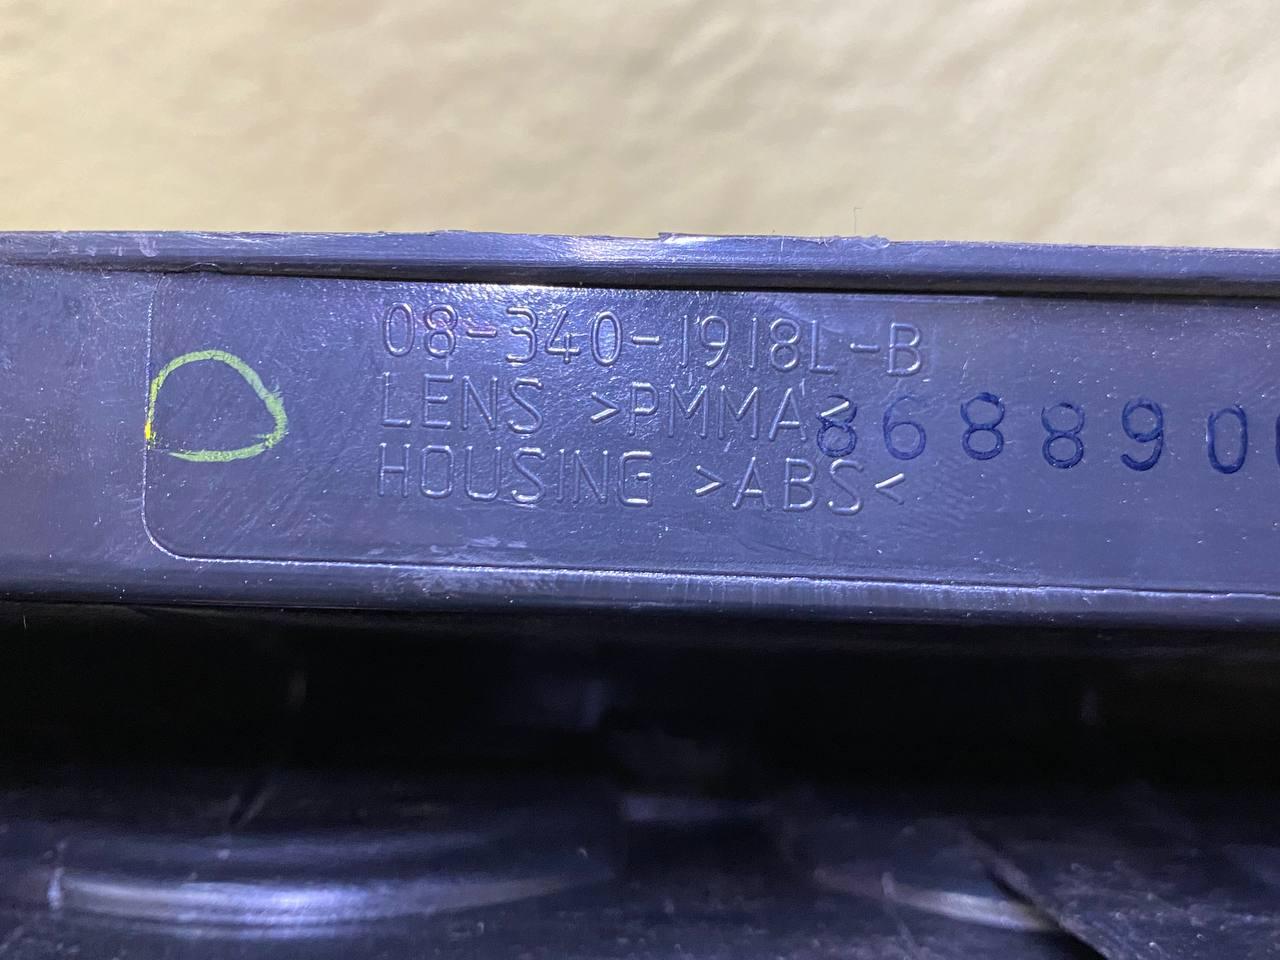 08-340-1918L-B
LENS >PMMA<
HOUSING >ABS<
868890